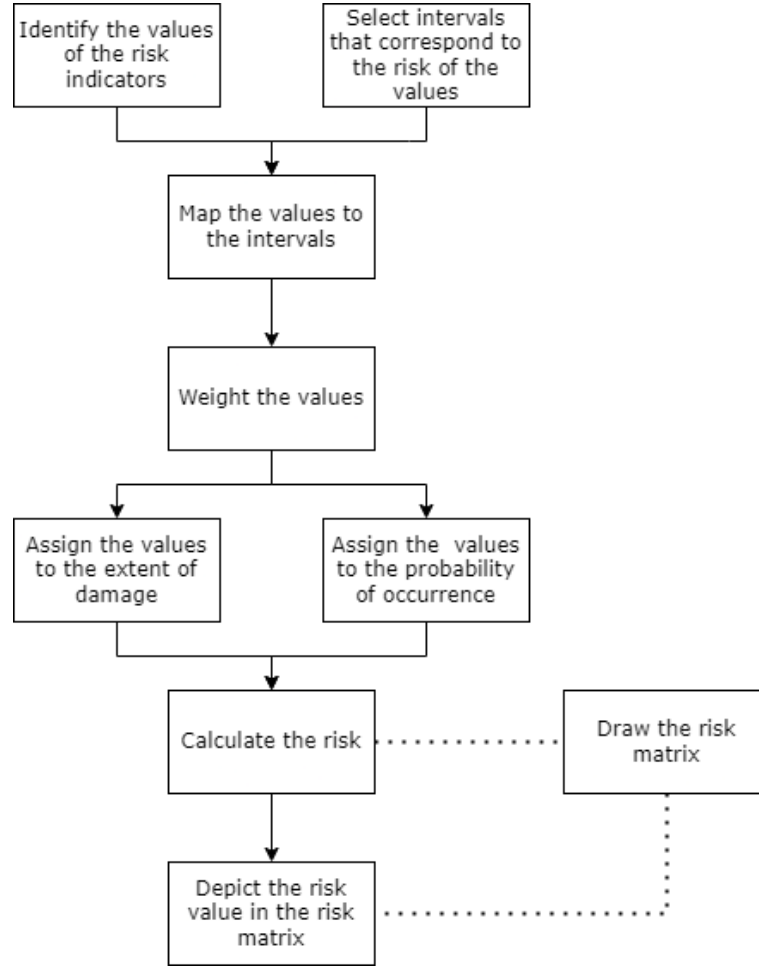 Identify the values
of the risk
indicators
Select intervals
that correspond to
the risk of the
values
Map the values to
the intervals
Weight the values
Assign the values
to the extent of
damage
Assign the  values
to the probability
of occurrence
Calculate the risk
Draw the risk
matrix
Depict the risk
value in the risk
matrix